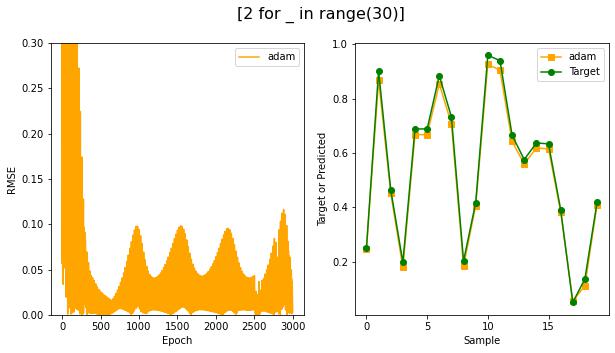 [2 for _ in range(30)]
0.30
0.25
0.20
0.15
0.10
0.05
0.00
RMSE
0
500
1000
1500
2000
2500
3000
Epoch
adam
1.0
0.8
0.6
0.4
0.2
Target or Predicted
0
5
10
15
Sample
adam
Target